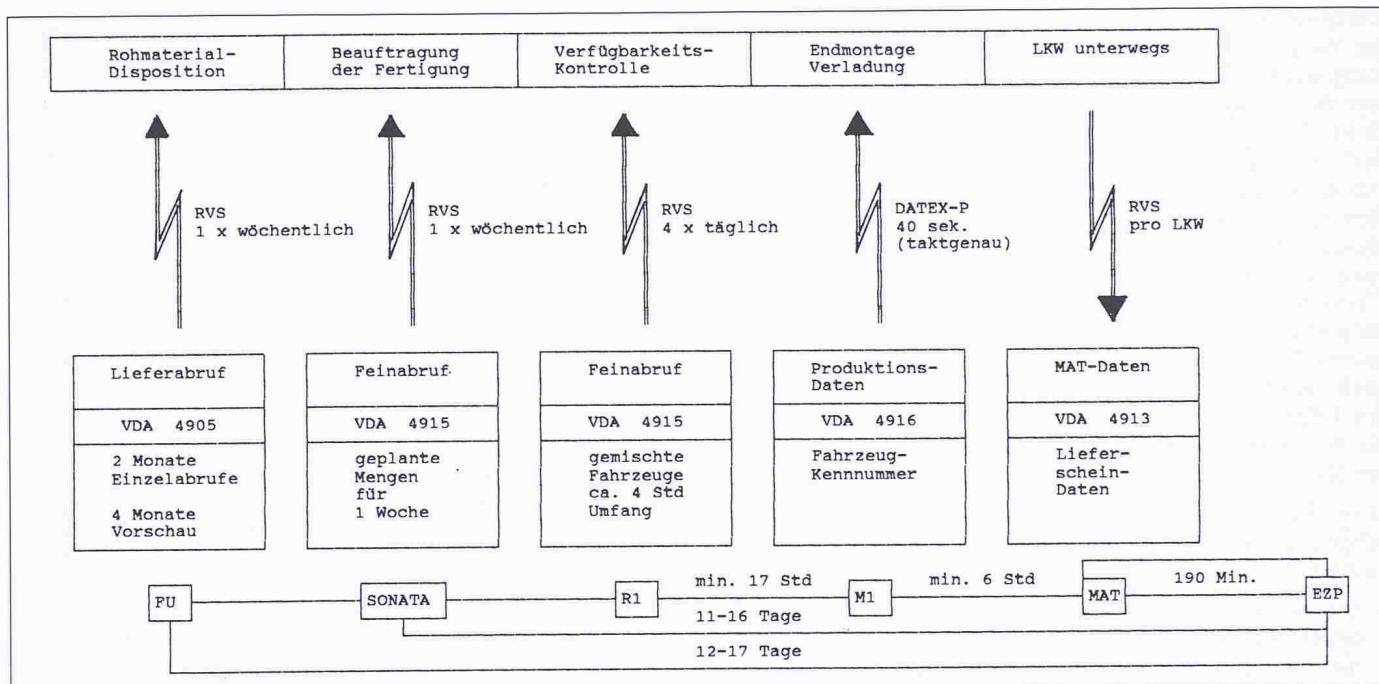 Rohmaterial-
Disposition
Beauftragung
der Fertigung
Verfügbarkeits-
Kontrolle
Endmontage
Verladung
LKW unterwegs
RVS
1 x wöchentlich
RVS
1 x wöchentlich
RVS
4 x täglich
DATEX-P
40 sek.
(taktgenau)
RVS
pro LKW
Lieferabruf
VDA 4905
2 Monate
Einzelabrufe
4 Monate
Vorschau
Feinabruf
VDA 4915
geplante
Mengen
für
1 Woche
Feinabruf
VDA 4915
gemischte
Fahrzeuge
ca. 4 Std
Umfang
Produktions-
Daten
VDA 4916
Fahrzeug-
Kennnummer
MAT-Daten
VDA 4913
Liefer-
schein-
Daten
FU
SONATA
R1
min. 17 Std
M1
min. 6 Std
MAT
190 Min.
EZP
11-16 Tage
12-17 Tage